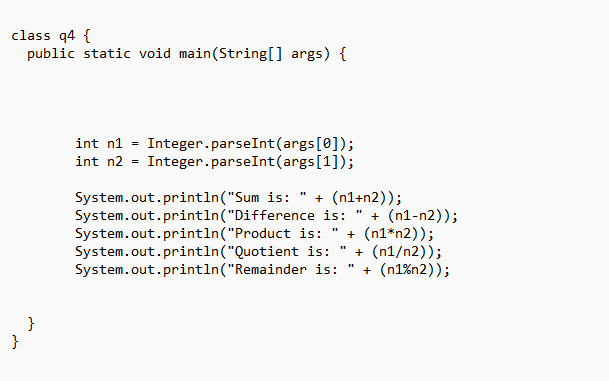 class q4 {
  public static void main(String[] args) {
        int n1 = Integer.parseInt(args[0]);
        int n2 = Integer.parseInt(args[1]);
        System.out.println("Sum is: " + (n1+n2));
        System.out.println("Difference is: " + (n1-n2));
        System.out.println("Product is: " + (n1*n2));
        System.out.println("Quotient is: " + (n1/n2));
        System.out.println("Remainder is: " + (n1%n2));
  }
}